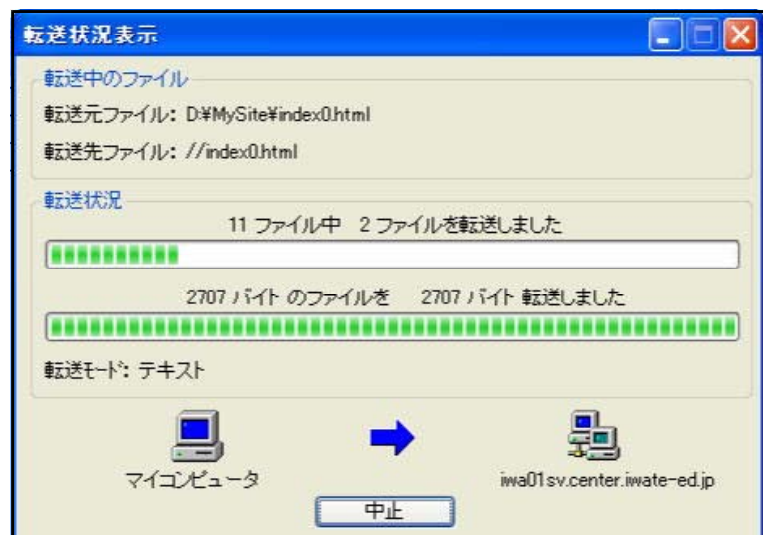 転送状況表示
転送中のファイル
転送元ファイル: D:¥MySite¥index0.html
転送先ファイル: //index0.html
転送状況
11 ファイル中 2 ファイルを転送しました
2707 バイト のファイルを 2707 バイト 転送しました
転送モード: テキスト
マイコンピュータ iwa01sv.center.iwate-ed.jp
中止